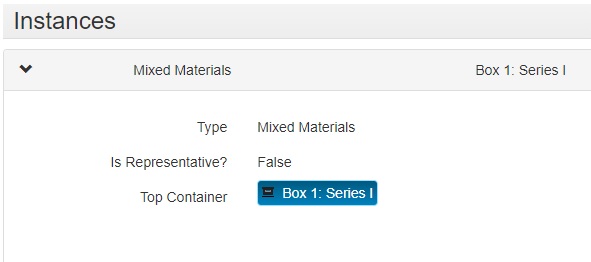 Instances
Mixed Materials Box 1: Series I
Type Mixed Materials
Is Representative? False
Top Container Box 1: Series I